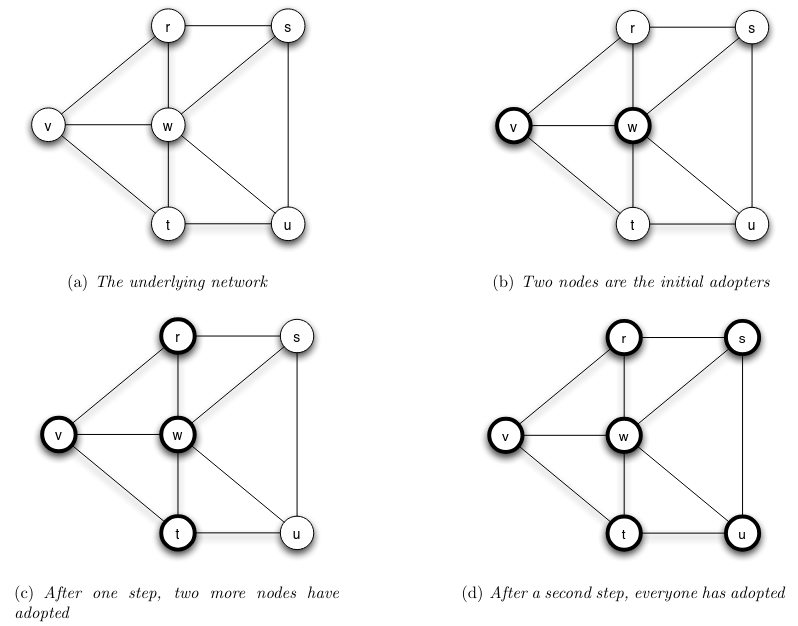 r s
v w
t u
(a) The underlying network
r s
v w
t u
(b) Two nodes are the initial adopters
r s
v w
t u
(c) After one step, two more nodes have
adopted
r s
v w
t u
(d) After a second step, everyone has adopted